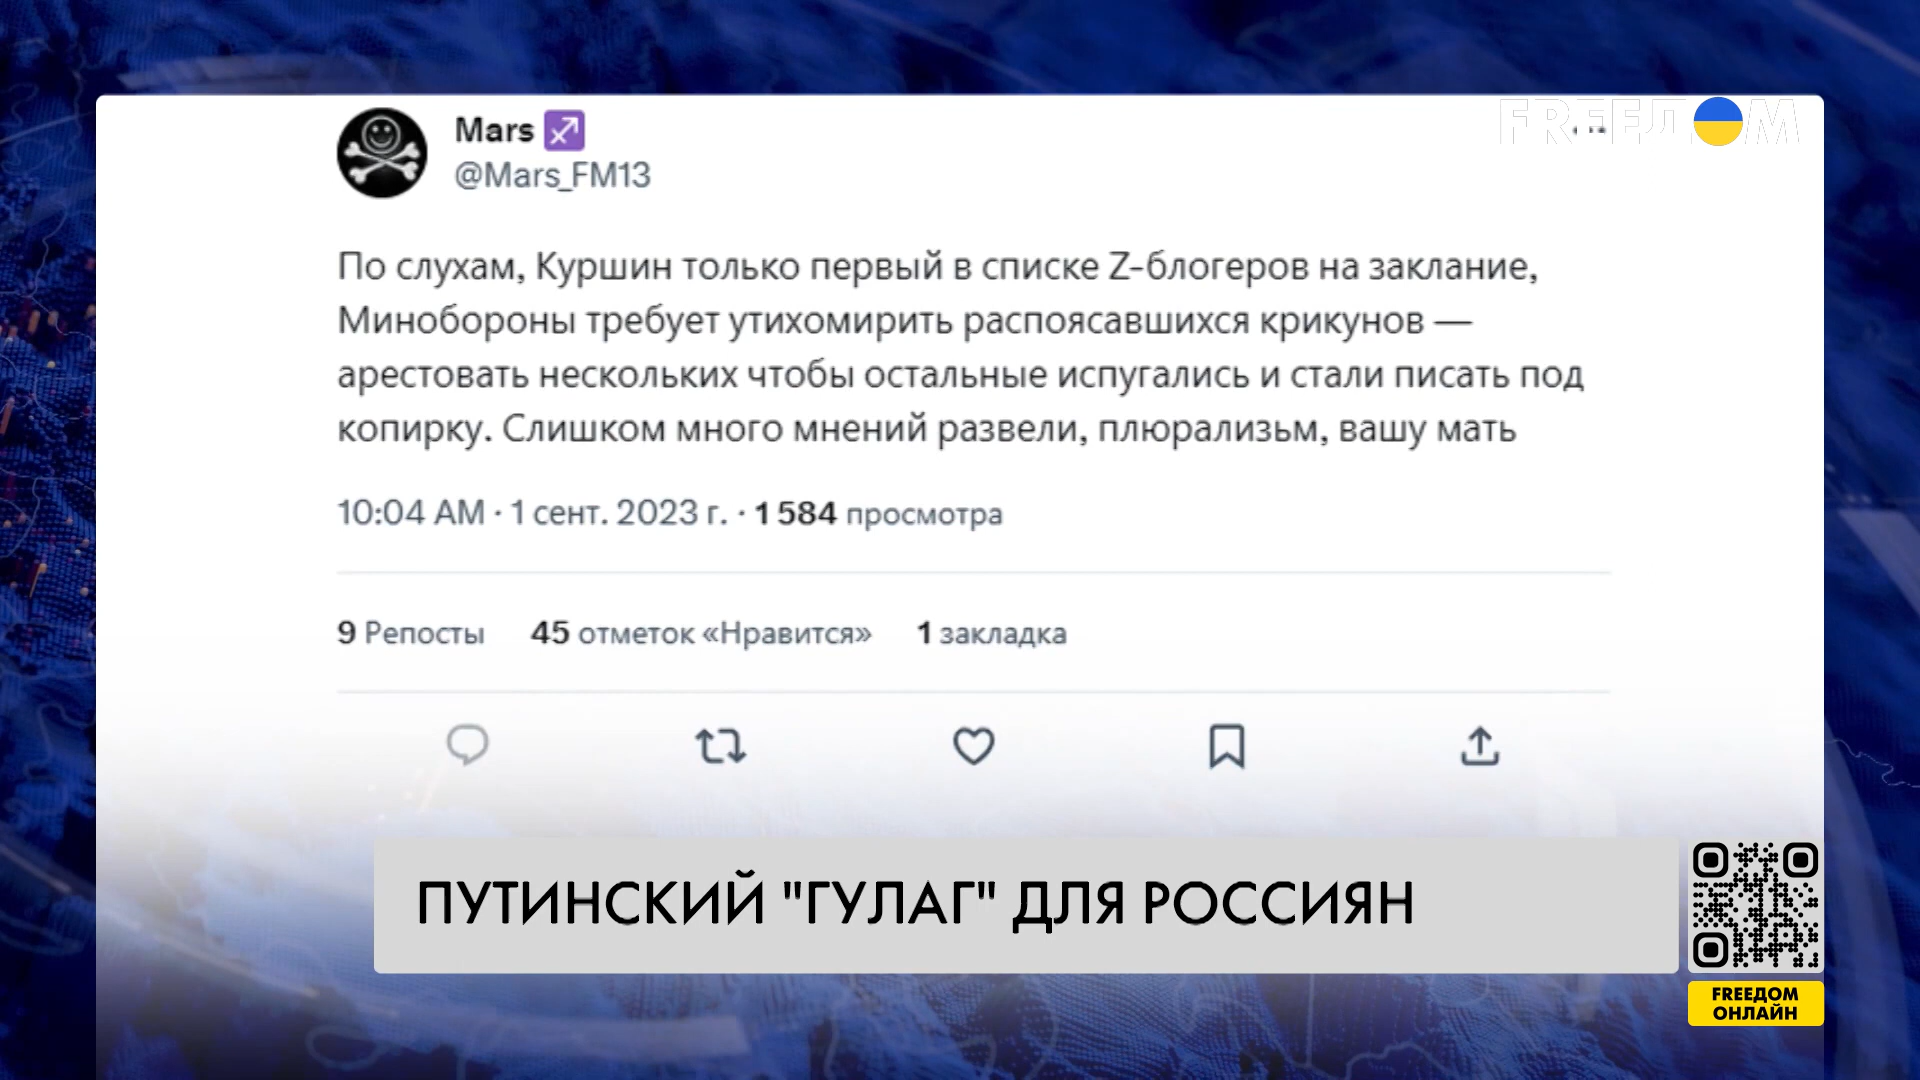 FREEДOM
Mars
@Mars_FM13
По слухам, Куршин только первый в списке Z-блогеров на заклание,
Минобороны требует утихомирить распоясавшихся крикунов —
арестовать нескольких чтобы остальные испугались и стали писать под
копирку. Слишком много мнений развели, плюрализьм, вашу мать
10:04 AM · 1 сент. 2023 г. · 1 584 просмотра
9 Репосты 45 отметок «Нравится» 1 закладка
ПУТИНСКИЙ "ГУЛАГ" ДЛЯ РОССИЯН
FREEДОМ
ОНЛАЙН